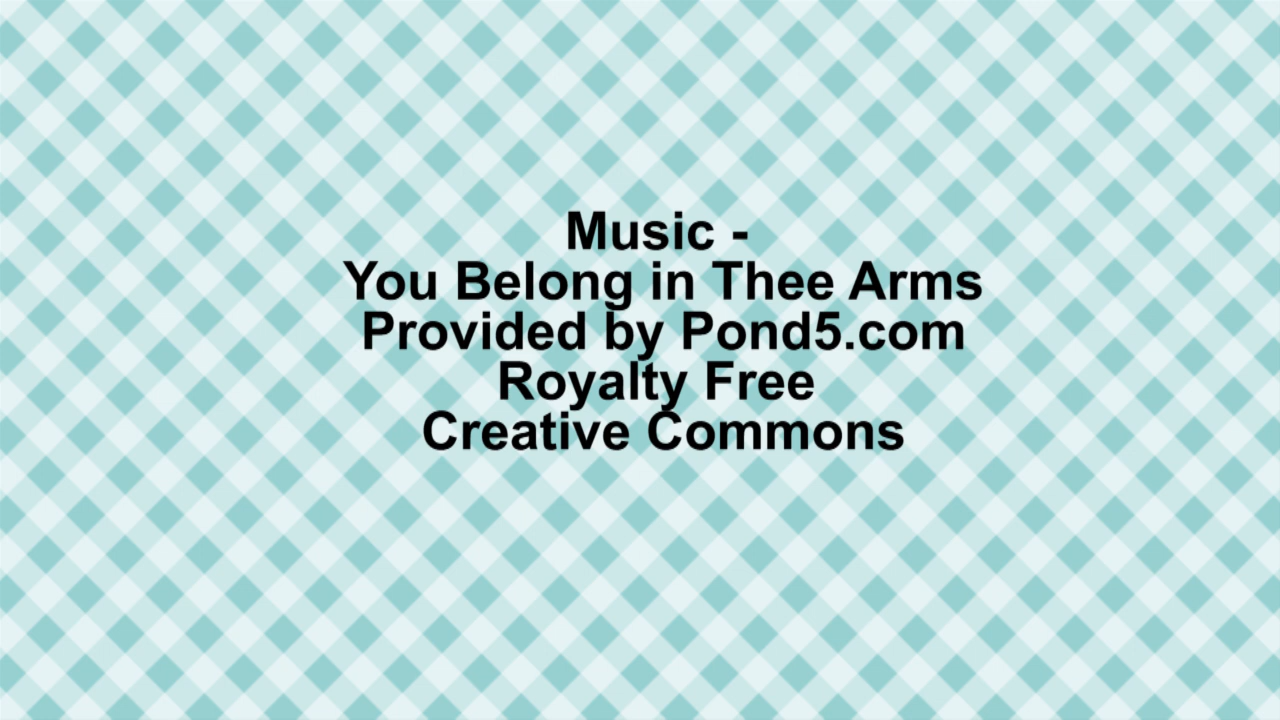 Music -
You Belong in Thee Arms
Provided by Pond5.com
Royalty Free
Creative Commons